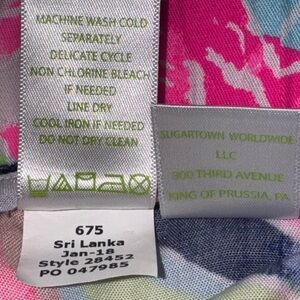 MACHINE WASH COLD
SEPARATELY
DELICATE CYCLE
NON CHLORINE BLEACH
IF NEEDED
LINE DRY
COOL IRON IF NEEDED
DO NOT DRY CLEAN
675
Sri Lanka
Jan-18
Style 28452
PO 047985
SUGARTOWN WORLDWIDE
LLC
800 THIRD AVENUE
KING OF PRUSSIA, PA